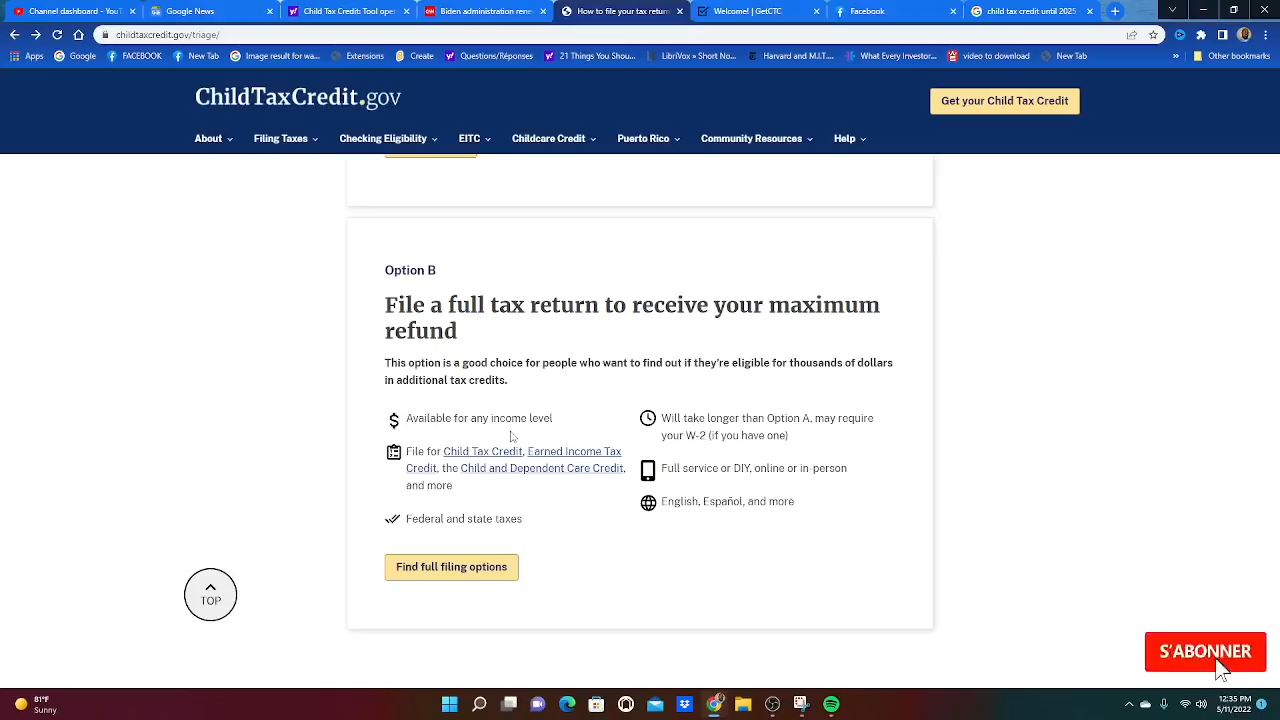 Channel dashboard - YouT
Google News
Child Tax Credit: Tool open
Biden administration rene
How to file your tax return
Welcome! | GetCTC
Facebook
child tax credit until 2025
childtaxcredit.gov/triage/
Apps
Google
FACEBOOK
New Tab
Image result for wa...
Extensions
Create
Questions/Réponses
21 Things You Shou...
LibriVox » Short No...
Harvard and M.I.T....
What Every Investor...
video to download
New Tab
»
Other bookmarks
ChildTaxCredit.gov
Get your Child Tax Credit
About
Filing Taxes
Checking Eligibility
EITC
Childcare Credit
Puerto Rico
Community Resources
Help
Option B
File a full tax return to receive your maximum
refund
This option is a good choice for people who want to find out if they're eligible for thousands of dollars
in additional tax credits.
Available for any income level
File for Child Tax Credit, Earned Income Tax
Credit, the Child and Dependent Care Credit,
and more
Federal and state taxes
Will take longer than Option A, may require
your W-2 (if you have one)
Full service or DIY, online or in-person
English, Español, and more
Find full filing options
TOP
S'ABONNER
81°F
Sunny
12:35 PM
5/11/2022